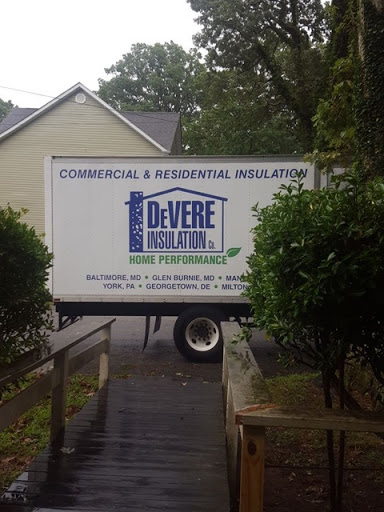 COMMERCIAL & RESIDENTIAL INSULATION
DEVERE
INSULATION Co.
HOME PERFORMANCE
BALTIMORE, MD • GLEN BURNIE, MD • MAN
YORK, PA • GEORGETOWN, DE • MILTON